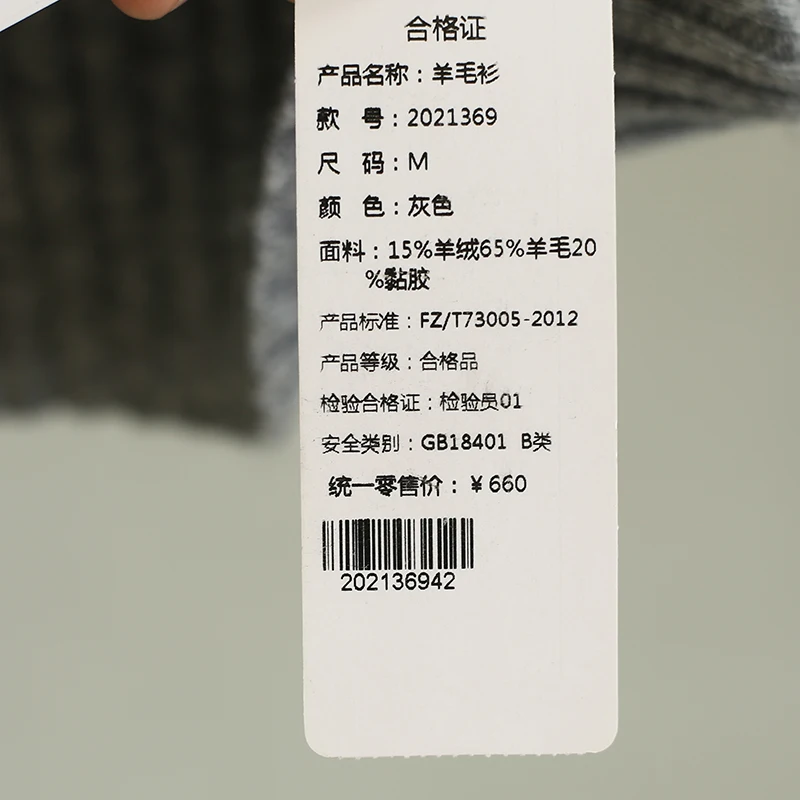 合格证
产品名称：羊毛衫
款 号：2021369
尺 码：M
颜 色：灰色
面料：15%羊绒65%羊毛20
%黏胶
产品标准：FZ/T73005-2012
产品等级：合格品
检验合格证：检验员01
安全类别：GB18401 B类
统一零售价：￥660
202136942